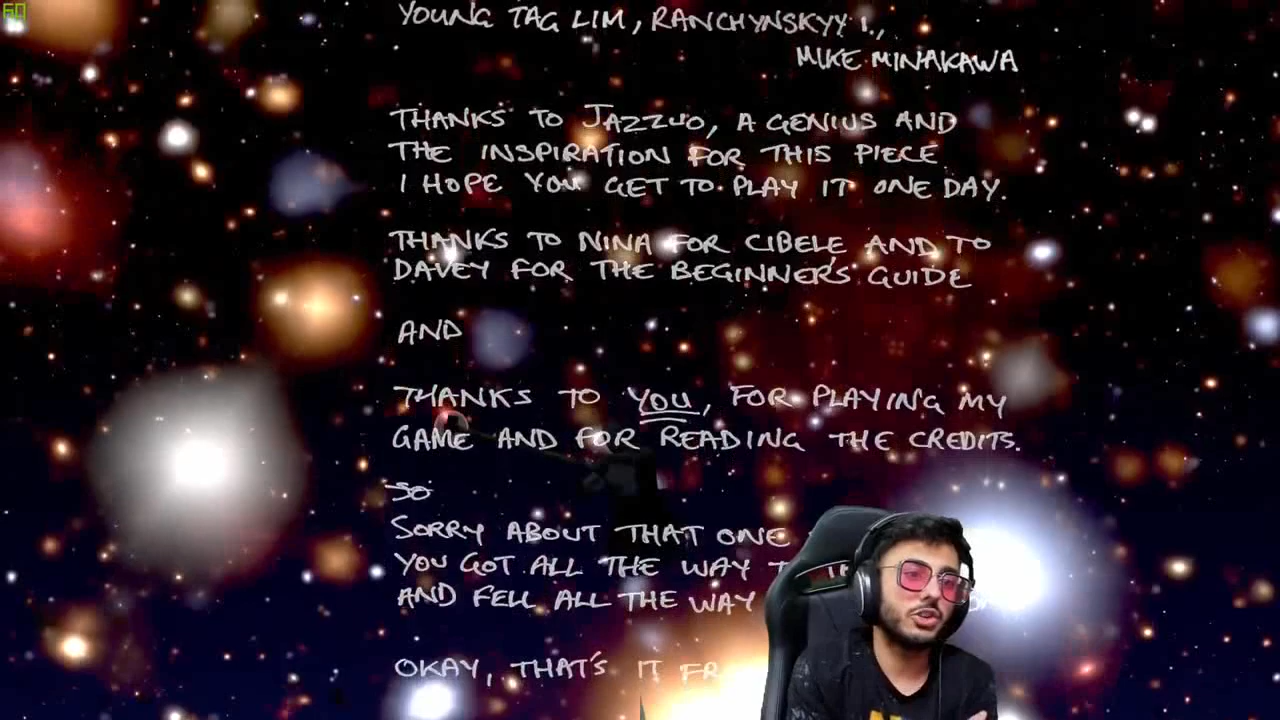 60
YOUNG TAG LIM, RANCHYNSKYY I.,
MIKE MINAKAWA
THANKS TO JAZZUO, A GENIUS AND
THE INSPIRATION FOR THIS PIECE
I HOPE YOU GET TO PLAY IT ONE DAY.
THANKS TO NINA FOR CIBELE AND TO
DAVEY FOR THE BEGINNER'S GUIDE
AND
THANKS TO YOU, FOR PLAYING MY
GAME AND FOR READING THE CREDITS.
SO
SORRY ABOUT THAT ONE
YOU GOT ALL THE WAY
AND FELL ALL THE WAY
OKAY, THAT'S IT